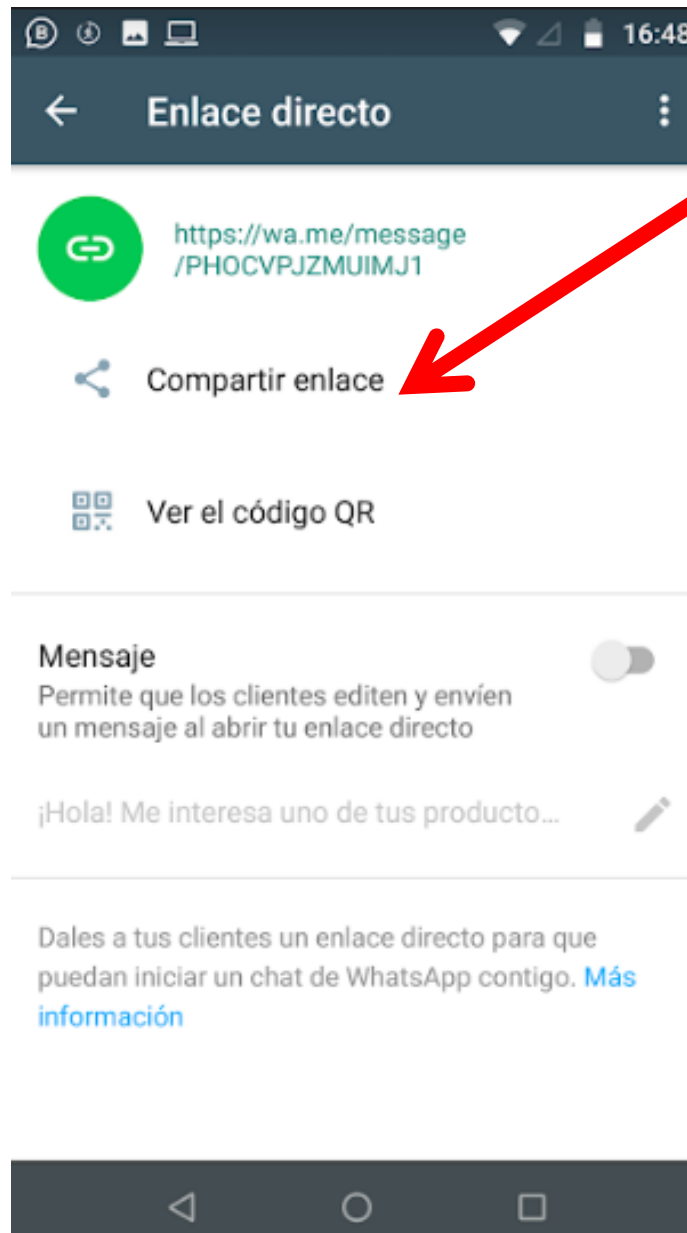 16:48
Enlace directo
https://wa.me/message
/PHOCVPJZMUIMJ1
Compartir enlace
Ver el código QR
Mensaje
Permite que los clientes editen y envíen
un mensaje al abrir tu enlace directo
¡Hola! Me interesa uno de tus producto...
Dales a tus clientes un enlace directo para que
puedan iniciar un chat de WhatsApp contigo. Más
información